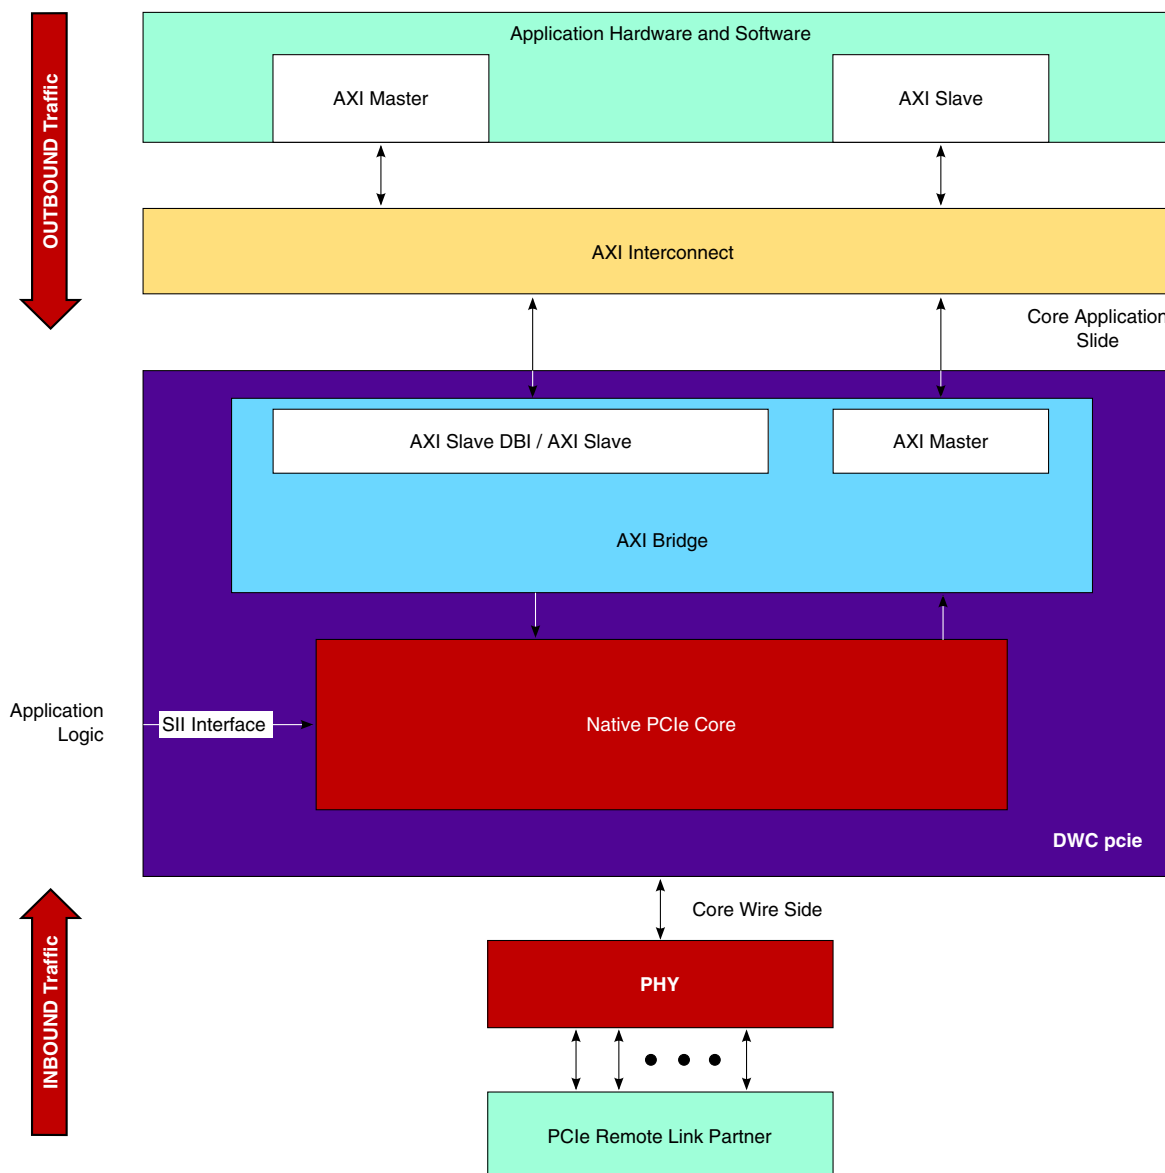 OUTBOUND Traffic
Application Hardware and Software
AXI Master
AXI Slave
AXI Interconnect
Core Application
Slide
AXI Slave DBI / AXI Slave
AXI Master
AXI Bridge
Application
Logic
SII Interface
Native PCIe Core
DWC pcie
INBOUND Traffic
Core Wire Side
PHY
PCIe Remote Link Partner